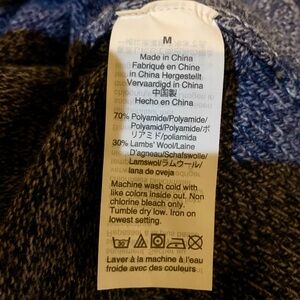 M
Made in China
Fabriqué en Chine
in China Hergestellt
Vervaardigd in China
中国製
Hecho en China
70% Polyamide/Polyamide/
Polyamid/Polyamide/ポ
リアミド/poliamida
30% Lambs' Wool/Laine
D'agneau/Schafswolle/
Lamswol/ラムウール/
lana de oveja
Machine wash cold with
like colors inside out. Non
chlorine bleach only.
Tumble dry low. Iron on
lowest setting.
30
Laver à la machine à l'eau
froide avec des couleurs